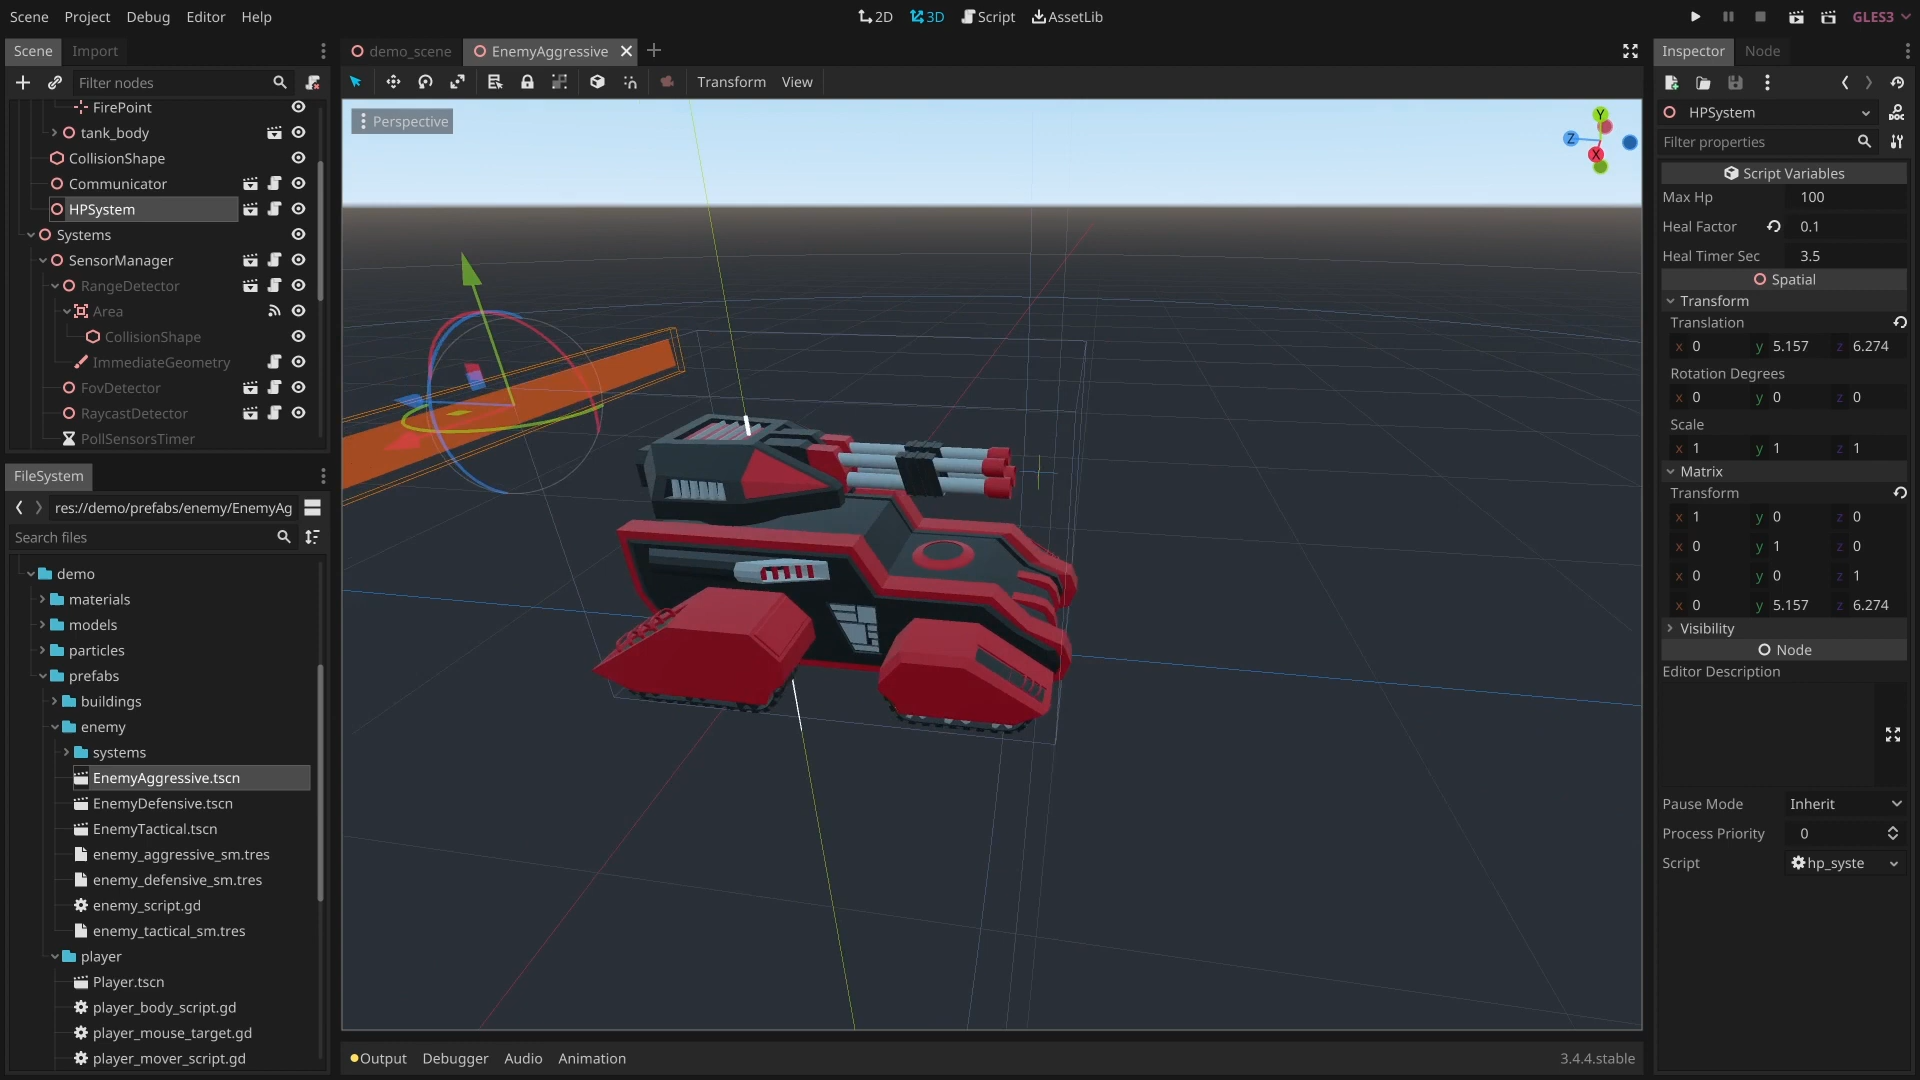 Scene Project Debug Editor Help
2D 3D Script AssetLib
GLES3
Scene Import
demo_scene EnemyAggressive
Inspector Node
Filter nodes
Transform View
FirePoint
tank_body
CollisionShape
Communicator
HPSystem
Systems
SensorManager
RangeDetector
Area
CollisionShape
ImmediateGeometry
FovDetector
RaycastDetector
PollSensorsTimer
FileSystem
res://demo/prefabs/enemy/EnemyAg
Search files
demo
materials
models
particles
prefabs
buildings
enemy
systems
EnemyAggressive.tscn
EnemyDefensive.tscn
EnemyTactical.tscn
enemy_aggressive_sm.tres
enemy_defensive_sm.tres
enemy_script.gd
enemy_tactical_sm.tres
player
Player.tscn
player_body_script.gd
player_mouse_target.gd
player_mover_script.gd
Perspective
Y
Z
X
Output Debugger Audio Animation
3.4.4.stable
HPSystem
DOC
Filter properties
Script Variables
Max Hp 100
Heal Factor 0.1
Heal Timer Sec 3.5
Spatial
Transform
Translation
x 0 y 5.157 z 6.274
Rotation Degrees
x 0 y 0 z 0
Scale
x 1 y 1 z 1
Matrix
Transform
x 1 y 0 z 0
x 0 y 1 z 0
x 0 y 0 z 1
x 0 y 5.157 z 6.274
Visibility
Node
Editor Description
Pause Mode Inherit
Process Priority 0
Script hp_syste